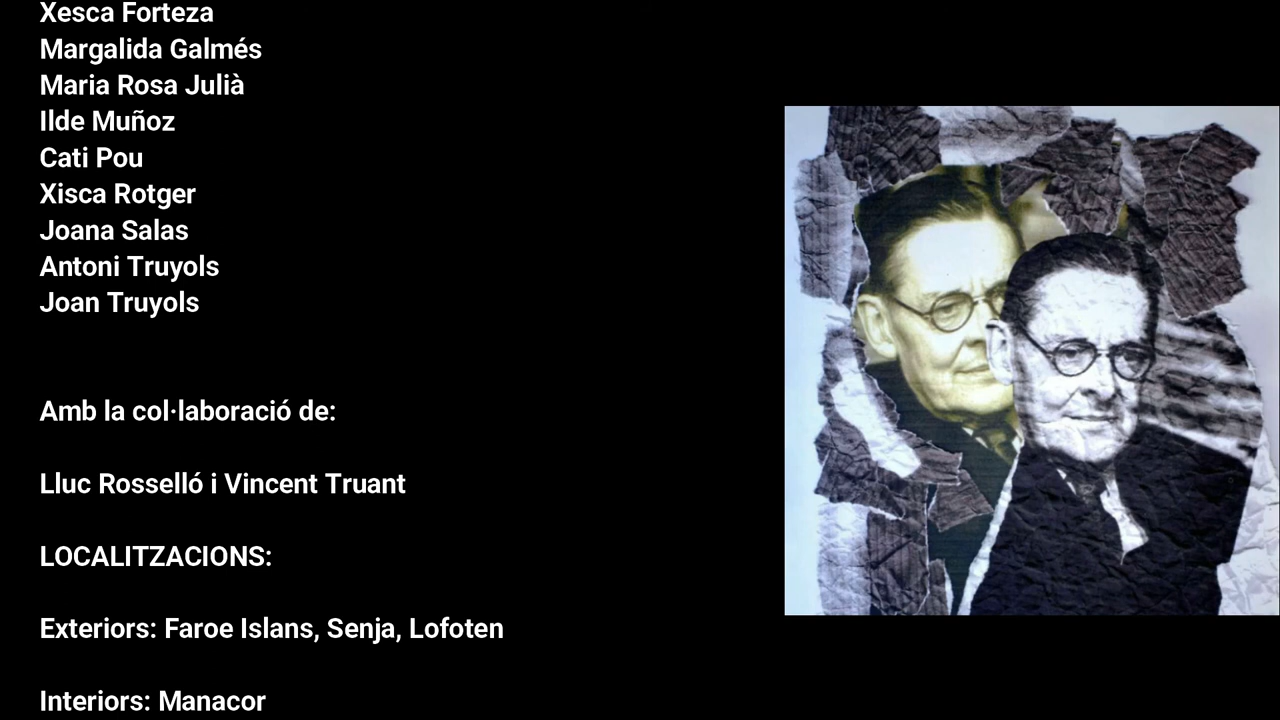 Xesca Forteza
Margalida Galmés
Maria Rosa Julià
Ilde Muñoz
Cati Pou
Xisca Rotger
Joana Salas
Antoni Truyols
Joan Truyols
Amb la col·laboració de:
Lluc Rosselló i Vincent Truant
LOCALITZACIONS:
Exteriors: Faroe Islans, Senja, Lofoten
Interiors: Manacor